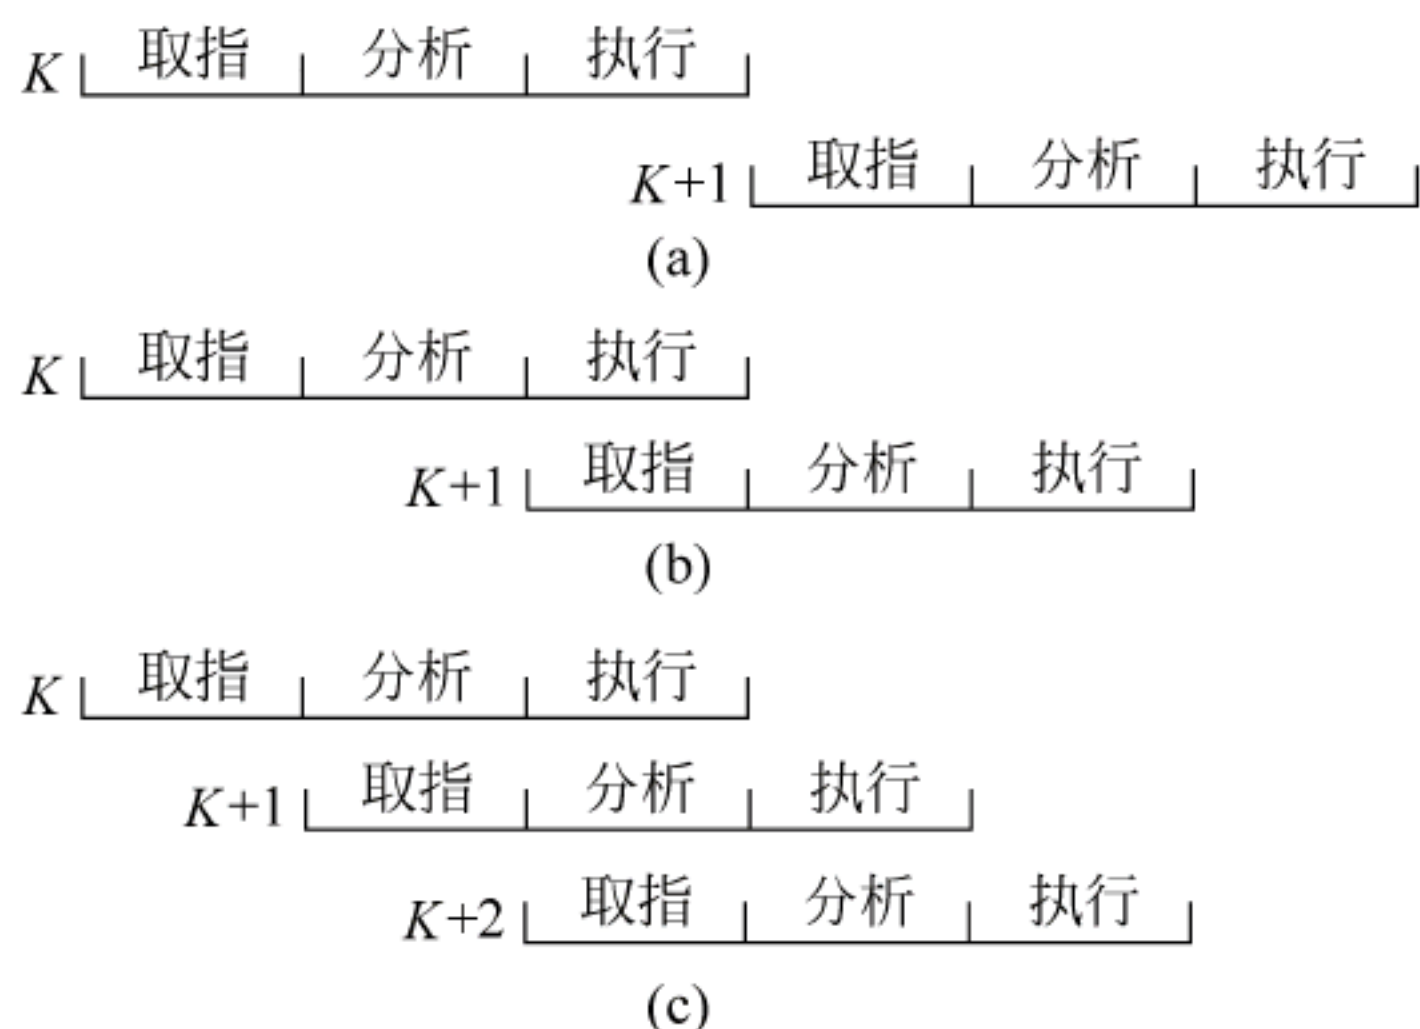 K 取指 分析 执行
K+1 取指 分析 执行
(a)
K 取指 分析 执行
K+1 取指 分析 执行
(b)
K 取指 分析 执行
K+1 取指 分析 执行
K+2 取指 分析 执行
(c)